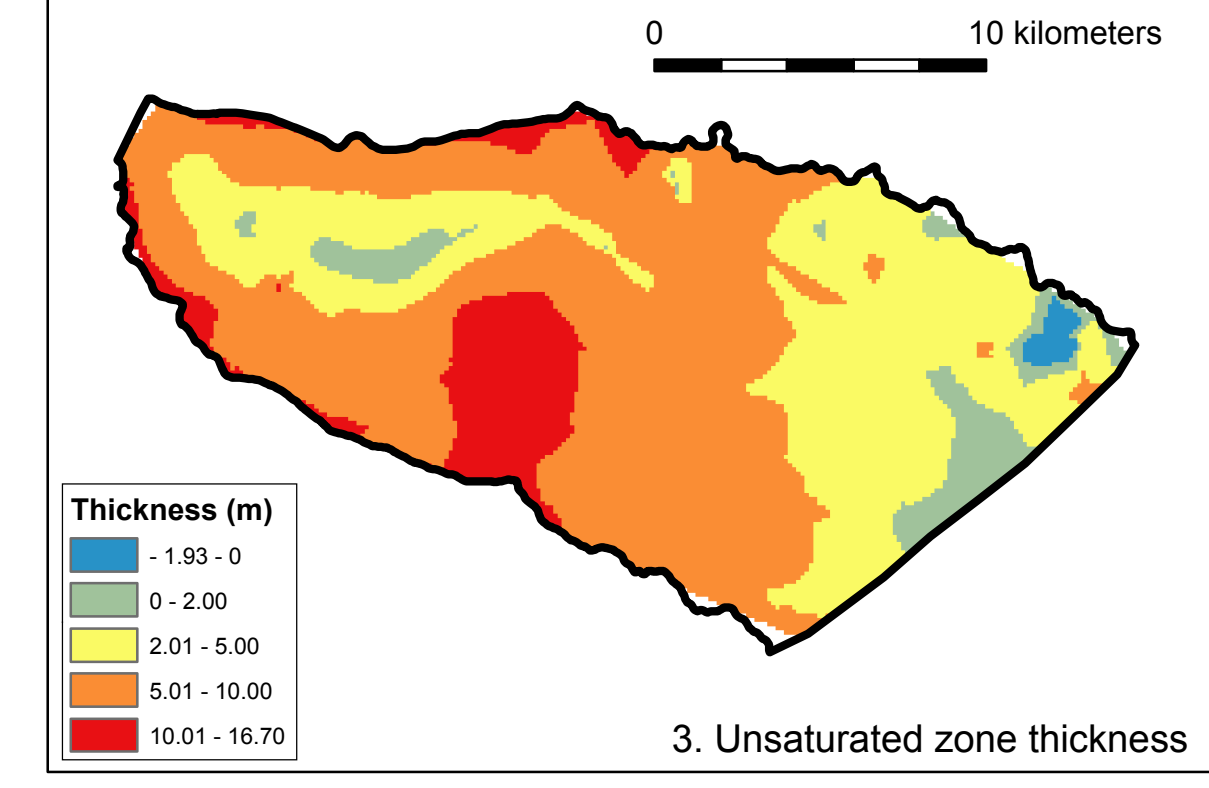 0 10 kilometers
Thickness (m)
- 1.93 - 0
0 - 2.00
2.01 - 5.00
5.01 - 10.00
10.01 - 16.70
3. Unsaturated zone thickness